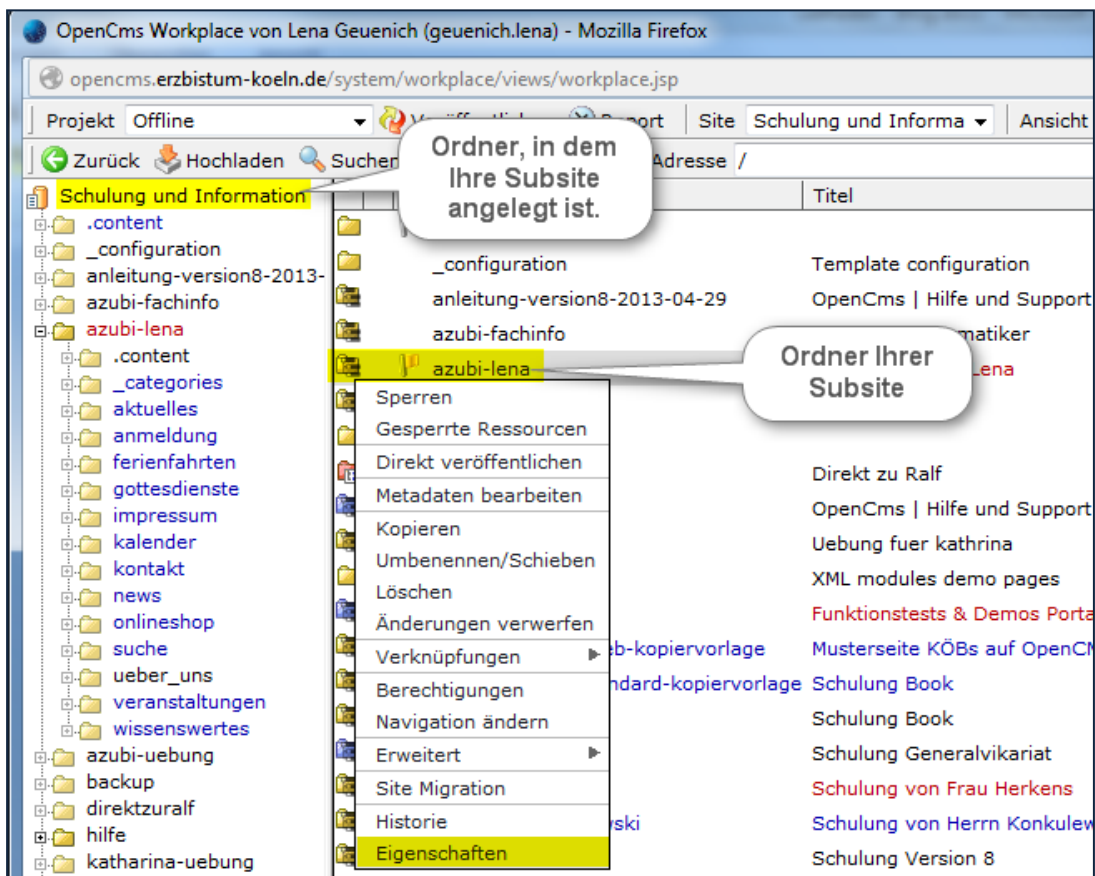 OpenCms Workplace von Lena Geuenich (geuenich.lena) - Mozilla Firefox
opencms.erzbistum-koeln.de/system/workplace/views/workplace.jsp
Projekt Offline Site Schulung und Informa Ansicht
Zurück Hochladen Suchen Adresse /
Ordner, in dem
Ihre Subsite
angelegt ist.
Schulung und Information
.content
_configuration
anleitung-version8-2013-
azubi-fachinfo
azubi-lena
.content
_categories
aktuelles
anmeldung
ferienfahrten
gottesdienste
impressum
kalender
kontakt
news
onlineshop
suche
ueber_uns
veranstaltungen
wissenswertes
azubi-uebung
backup
direktzuralf
hilfe
katharina-uebung
Titel
_configuration Template configuration
anleitung-version8-2013-04-29 OpenCms | Hilfe und Support
azubi-fachinfo matiker
azubi-lena ena
Ordner Ihrer
Subsite
Sperren
Gesperrte Ressourcen
Direkt veröffentlichen
Metadaten bearbeiten
Kopieren
Umbenennen/Schieben
Löschen
Änderungen verwerfen
Verknüpfungen
Berechtigungen
Navigation ändern
Erweitert
Site Migration
Historie
Eigenschaften
Direkt zu Ralf
OpenCms | Hilfe und Support
Uebung fuer kathrina
XML modules demo pages
Funktionstests & Demos Porta
eb-kopiervorlage Musterseite KÖBs auf OpenCM
ndard-kopiervorlage Schulung Book
Schulung Book
Schulung Generalvikariat
Schulung von Frau Herkens
ski Schulung von Herrn Konkulew
Schulung Version 8